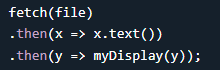 fetch(file)
.then(x => x.text())
.then(y => myDisplay(y));